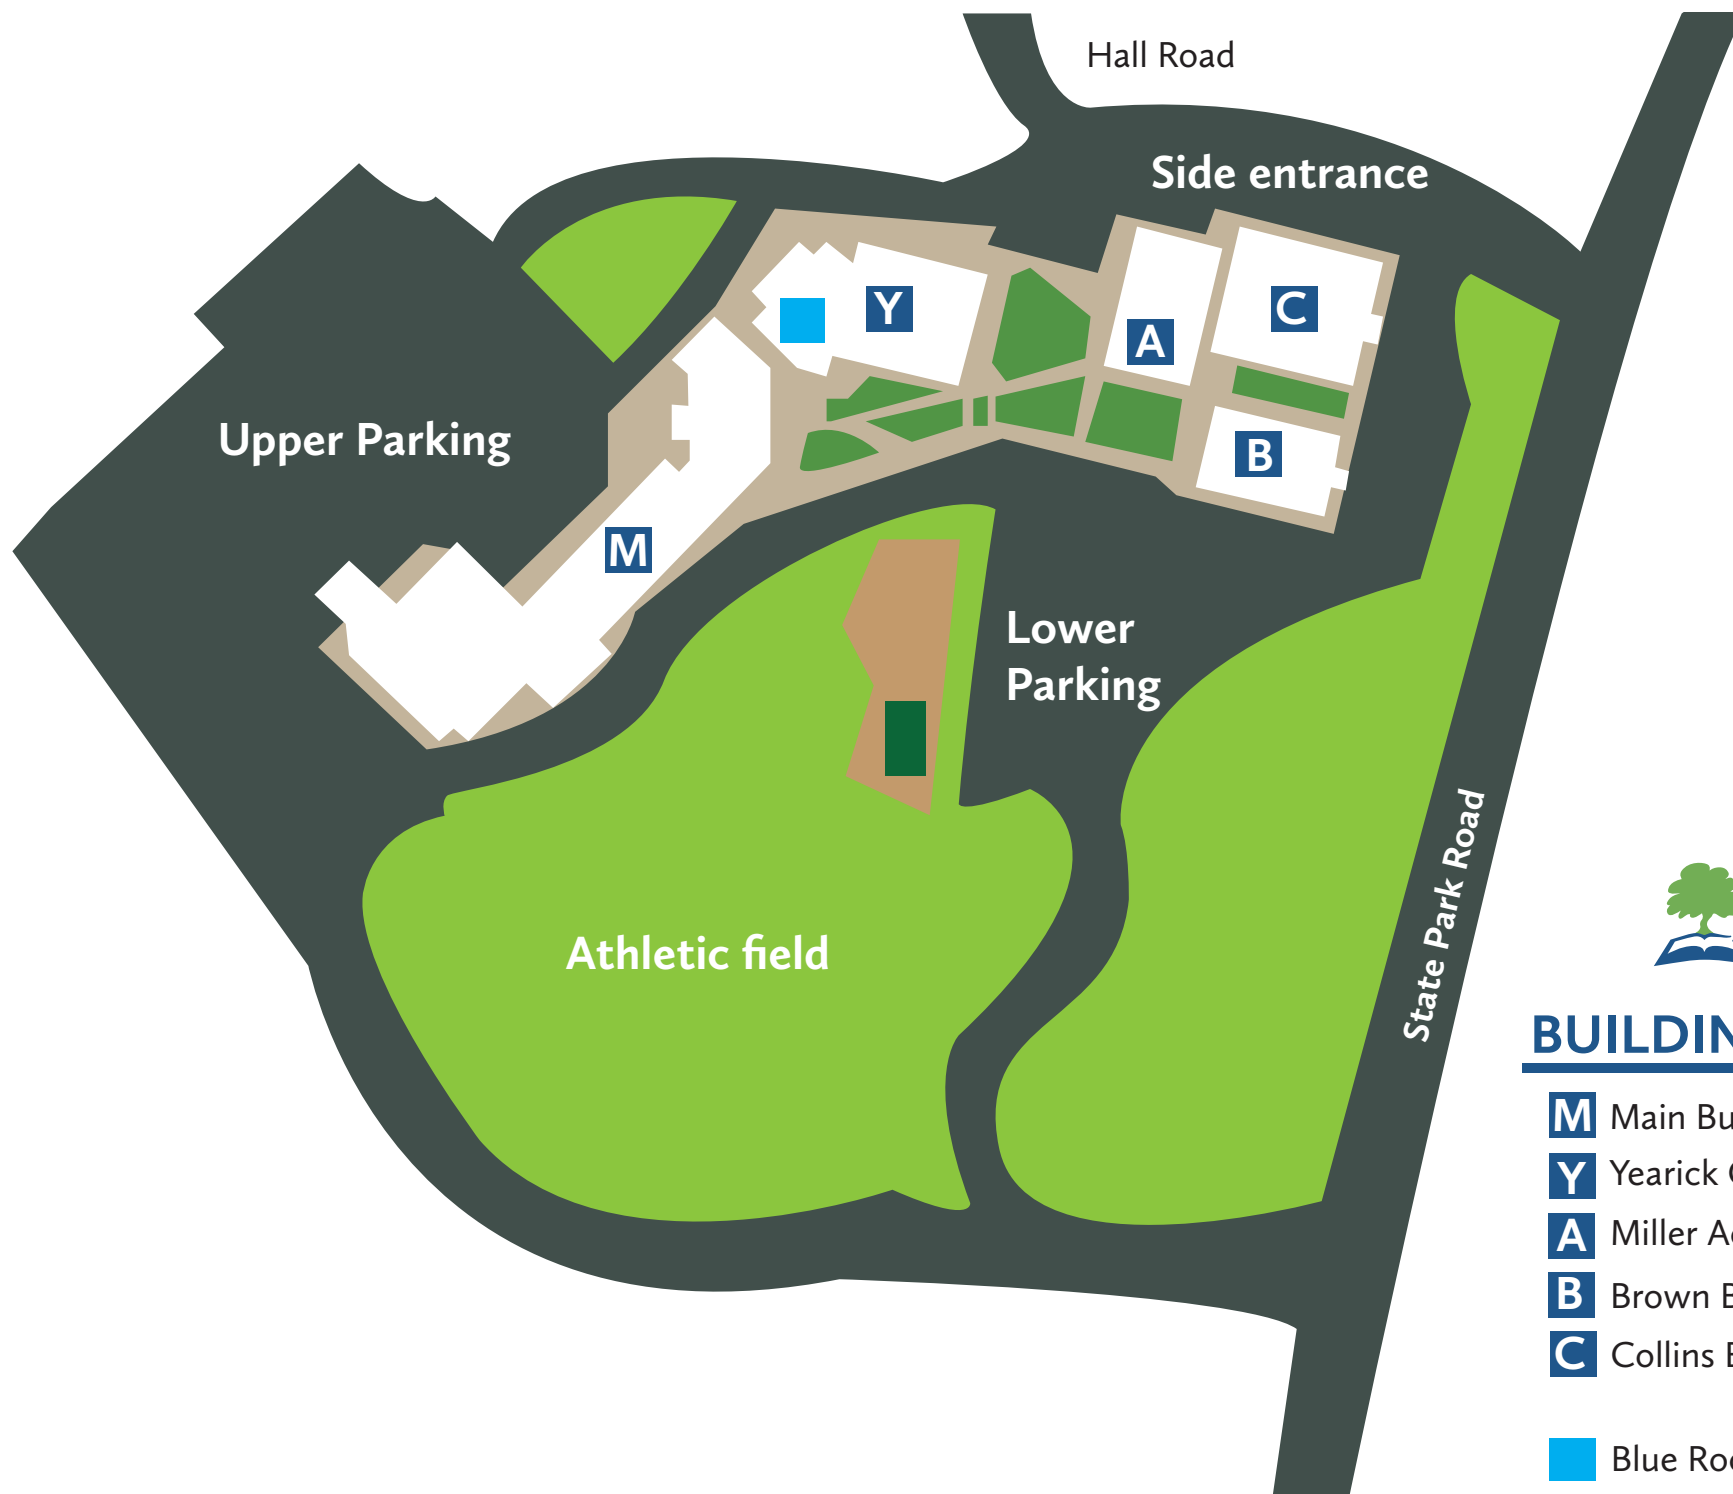 Hall Road
Side entrance
Y
C
A
Upper Parking
B
M
Lower
Parking
State Park Road
Athletic field
BUILDIN
M Main Bu
Y Yearick
A Miller A
B Brown B
C Collins
Blue Roo